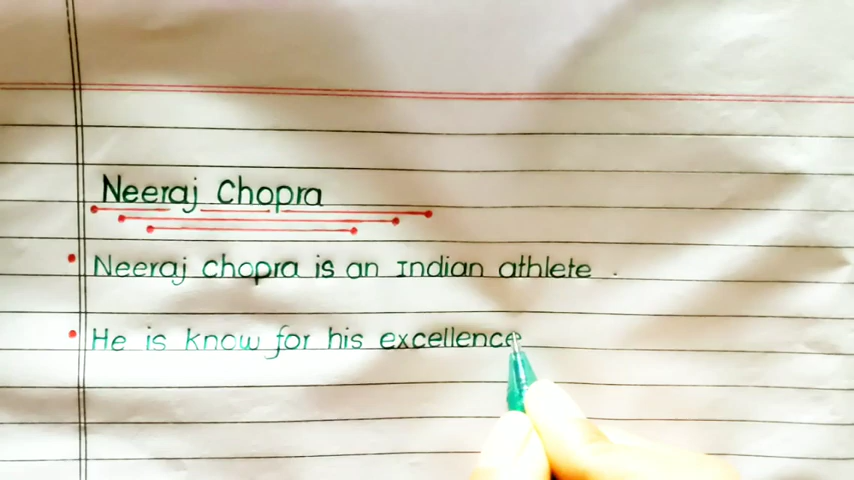 Neeraj Chopra
Neeraj chopra is an Indian athlete .
He is know for his excellence